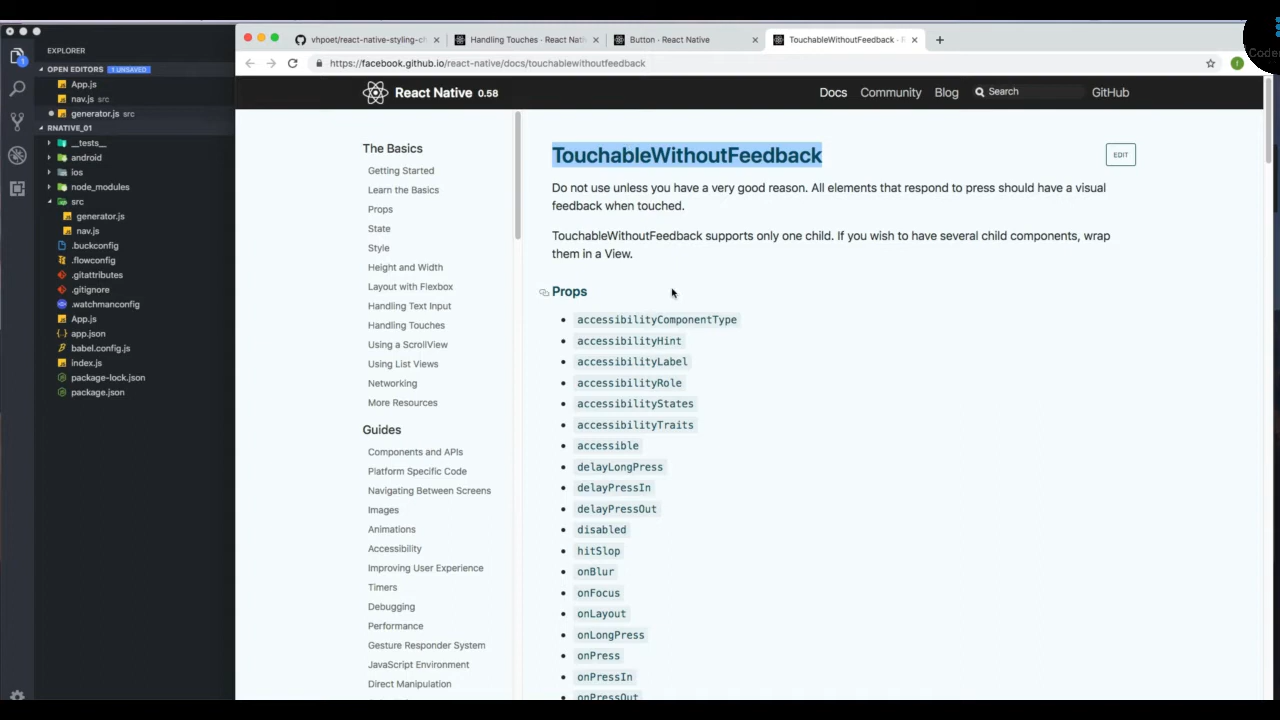 EXPLORER
OPEN EDITORS 1 UNSAVED
App.js
nav.js src
generator.js src
RNATIVE_01
__tests__
android
ios
node_modules
src
generator.js
nav.js
.buckconfig
.flowconfig
.gitattributes
.gitignore
.watchmanconfig
App.js
app.json
babel.config.js
index.js
package-lock.json
package.json
vhpoet/react-native-styling-ch
Handling Touches · React Nati
Button · React Native
TouchableWithoutFeedback · R
https://facebook.github.io/react-native/docs/touchablewithoutfeedback
React Native 0.58
Docs
Community
Blog
Search
GitHub
The Basics
Getting Started
Learn the Basics
Props
State
Style
Height and Width
Layout with Flexbox
Handling Text Input
Handling Touches
Using a ScrollView
Using List Views
Networking
More Resources
Guides
Components and APIs
Platform Specific Code
Navigating Between Screens
Images
Animations
Accessibility
Improving User Experience
Timers
Debugging
Performance
Gesture Responder System
JavaScript Environment
Direct Manipulation
TouchableWithoutFeedback
EDIT
Do not use unless you have a very good reason. All elements that respond to press should have a visual
feedback when touched.
TouchableWithoutFeedback supports only one child. If you wish to have several child components, wrap
them in a View.
Props
accessibilityComponentType
accessibilityHint
accessibilityLabel
accessibilityRole
accessibilityStates
accessibilityTraits
accessible
delayLongPress
delayPressIn
delayPressOut
disabled
hitSlop
onBlur
onFocus
onLayout
onLongPress
onPress
onPressIn
onPressOut